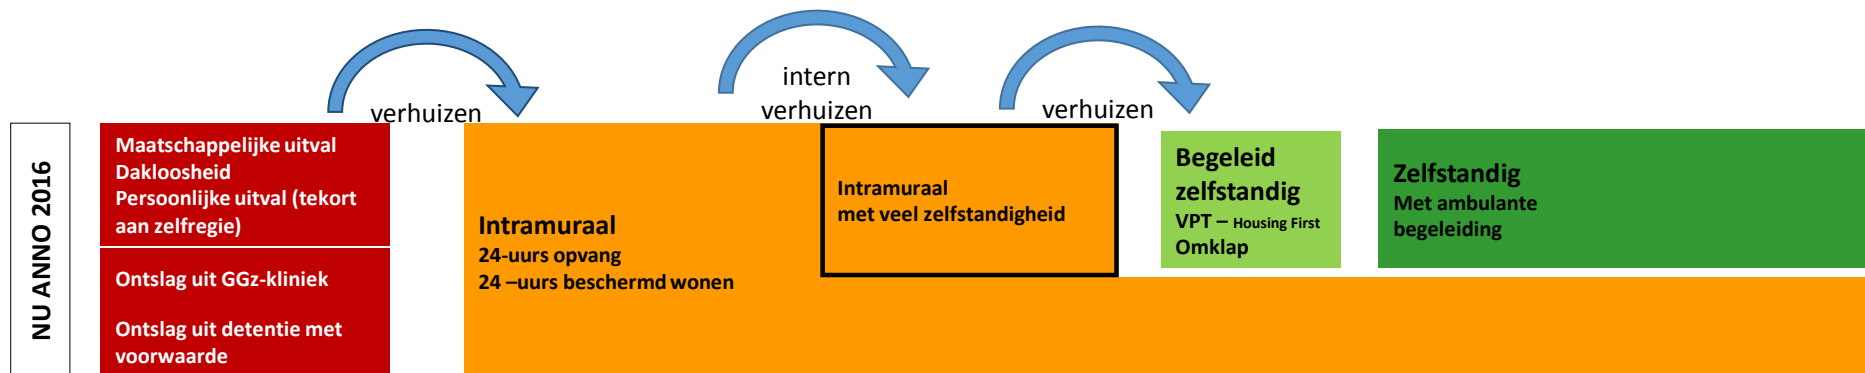 verhuizen
intern
verhuizen
verhuizen
NU ANNO 2016
Maatschappelijke uitval
Dakloosheid
Persoonlijke uitval (tekort
aan zelfregie)
Ontslag uit GGz-kliniek
Ontslag uit detentie met
voorwaarde
Intramuraal
24-uurs opvang
24 –uurs beschermd wonen
Intramuraal
met veel zelfstandigheid
Begeleid
zelfstandig
VPT – Housing First
Omklap
Zelfstandig
Met ambulante
begeleiding